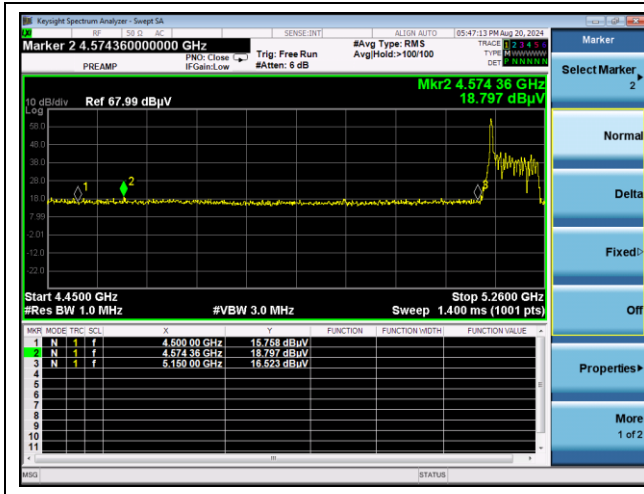 Keysight Spectrum Analyzer - Swept SA
RF 50 Ω AC SENSE:INT ALIGN AUTO 05:47:13 PM Aug 20, 2024
Marker 2 4.574360000000 GHz
PREAMP
PNO: Close
IFGain:Low
Trig: Free Run
#Atten: 6 dB
#Avg Type: RMS
Avg|Hold:>100/100
TRACE 1 2 3 4 5 6
TYPE M W W W W W
DET P N N N N N
Mkr2 4.574 36 GHz
18.797 dBµV
10 dB/div
Log
Ref 67.99 dBµV
58.0
48.0
38.0
28.0
18.0
7.99
-2.01
-12.0
-22.0
1
2
3
Start 4.4500 GHz Stop 5.2600 GHz
#Res BW 1.0 MHz #VBW 3.0 MHz Sweep 1.400 ms (1001 pts)
MKR MODE TRC SCL X Y FUNCTION FUNCTION WIDTH FUNCTION VALUE
1 N 1 f 4.500 00 GHz 15.758 dBµV
2 N 1 f 4.574 36 GHz 18.797 dBµV
3 N 1 f 5.150 00 GHz 16.523 dBµV
4
5
6
7
8
9
10
11
MSG STATUS
Marker
Select Marker
2
Normal
Delta
Fixed
Off
Properties
More
1 of 2